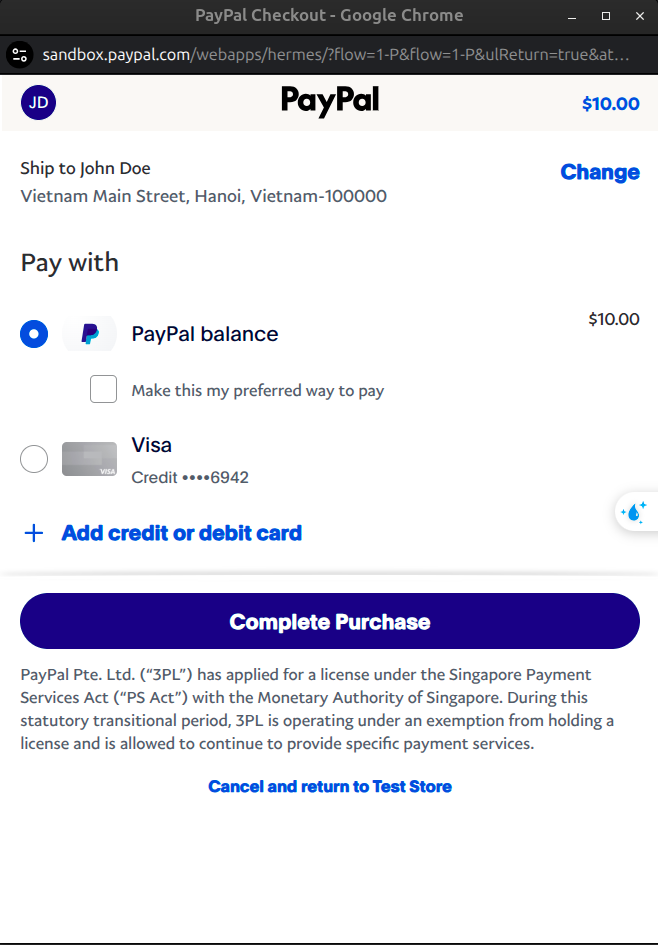 PayPal Checkout - Google Chrome
sandbox.paypal.com/webapps/hermes/?flow=1-P&flow=1-P&ulReturn=true&at...
JD
PayPal
$10.00
Ship to John Doe
Change
Vietnam Main Street, Hanoi, Vietnam-100000
Pay with
PayPal balance
$10.00
Make this my preferred way to pay
Visa
VISA
Credit ••••6942
Add credit or debit card
Complete Purchase
PayPal Pte. Ltd. (“3PL”) has applied for a license under the Singapore Payment
Services Act (“PS Act”) with the Monetary Authority of Singapore. During this
statutory transitional period, 3PL is operating under an exemption from holding a
license and is allowed to continue to provide specific payment services.
Cancel and return to Test Store